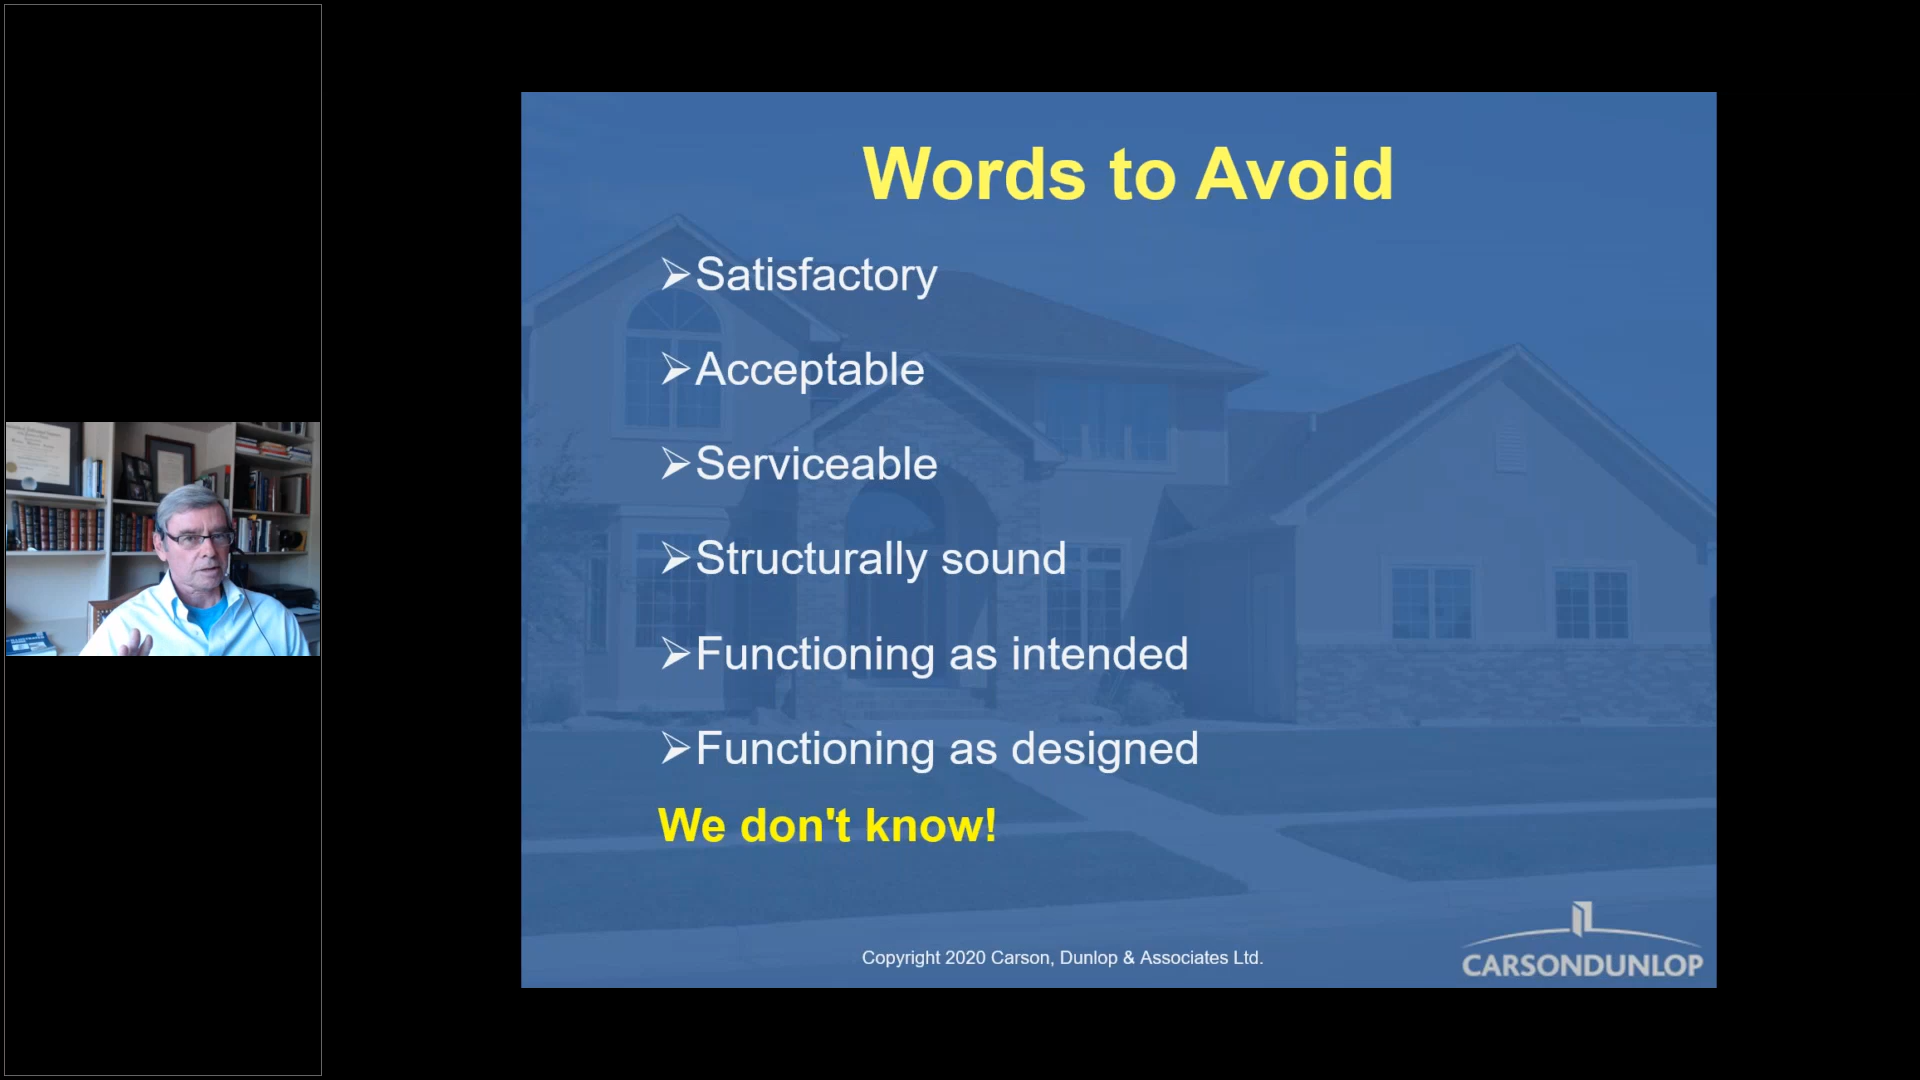 Words to Avoid
➢Satisfactory
➢Acceptable
➢Serviceable
➢Structurally sound
➢Functioning as intended
➢Functioning as designed
We don't know!
Copyright 2020 Carson, Dunlop & Associates Ltd.
CARSONDUNLOP